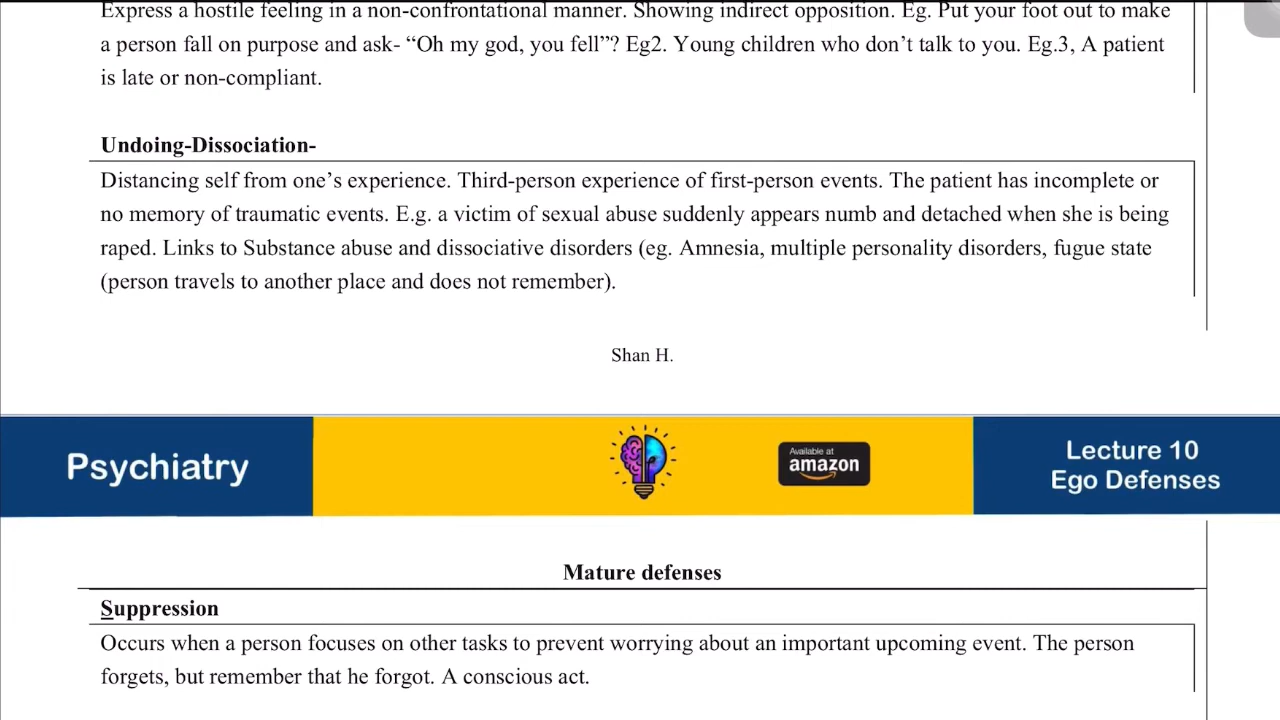 Express a hostile feeling in a non-confrontational manner. Showing indirect opposition. Eg. Put your foot out to make
a person fall on purpose and ask- “Oh my god, you fell”? Eg2. Young children who don’t talk to you. Eg.3, A patient
is late or non-compliant.
Undoing-Dissociation-
Distancing self from one’s experience. Third-person experience of first-person events. The patient has incomplete or
no memory of traumatic events. E.g. a victim of sexual abuse suddenly appears numb and detached when she is being
raped. Links to Substance abuse and dissociative disorders (eg. Amnesia, multiple personality disorders, fugue state
(person travels to another place and does not remember).
Shan H.
Psychiatry
Available at
amazon
Lecture 10
Ego Defenses
Mature defenses
Suppression
Occurs when a person focuses on other tasks to prevent worrying about an important upcoming event. The person
forgets, but remember that he forgot. A conscious act.